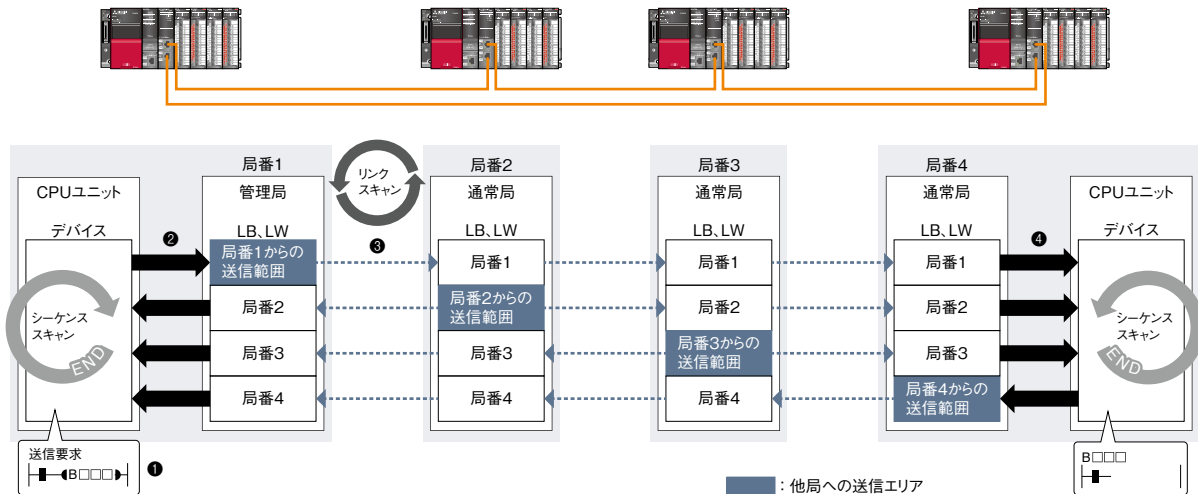 局番1
局番2
局番3
局番4
CPUユニット
管理局
リンク
スキャン
通常局
通常局
通常局
CPUユニット
デバイス
LB、LW
LB、LW
LB、LW
LB、LW
デバイス
❷
局番1からの
送信範囲
❸
局番1
局番1
局番1
❹
シーケンス
スキャン
END
局番2
局番2からの
送信範囲
局番2
局番2
シーケンス
スキャン
END
局番3
局番3
局番3からの
送信範囲
局番3
局番4
局番4
局番4
局番4からの
送信範囲
送信要求
B□□□
❶
B□□□
：他局への送信エリア